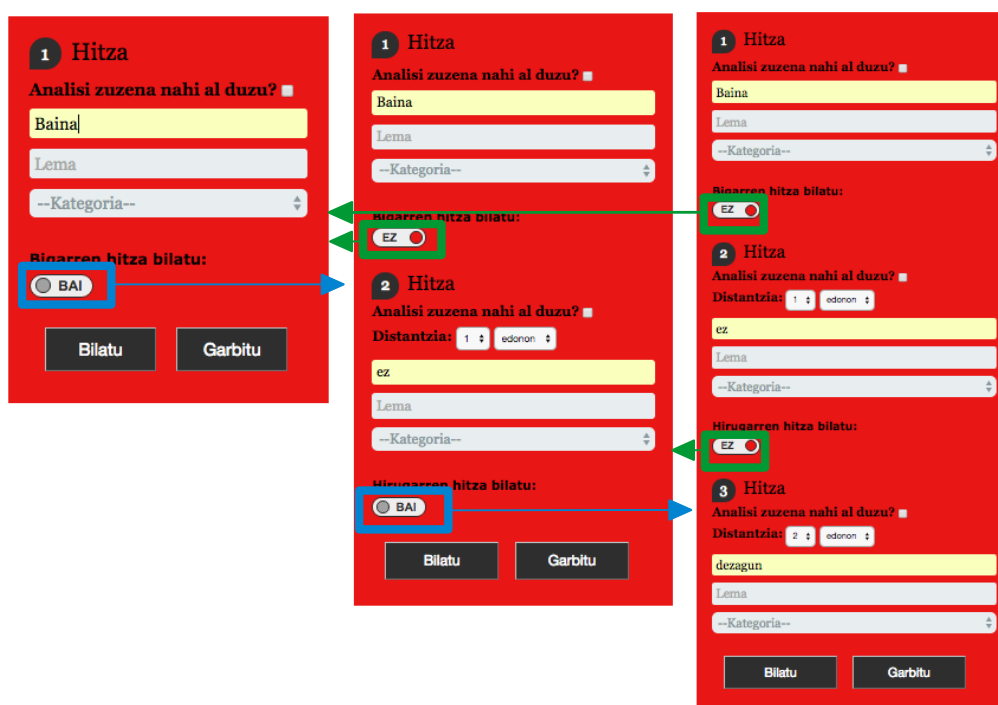 1 Hitza
Analisi zuzena nahi al duzu?
Baina
Lema
--Kategoria--
Bigarren hitza bilatu:
BAI
Bilatu Garbitu
1 Hitza
Analisi zuzena nahi al duzu?
Baina
Lema
--Kategoria--
Bigarren hitza bilatu:
EZ
2 Hitza
Analisi zuzena nahi al duzu?
Distantzia: 1 edonon
ez
Lema
--Kategoria--
Hirugarren hitza bilatu:
BAI
Bilatu Garbitu
1 Hitza
Analisi zuzena nahi al duzu?
Baina
Lema
--Kategoria--
Bigarren hitza bilatu:
EZ
2 Hitza
Analisi zuzena nahi al duzu?
Distantzia: 1 edonon
ez
Lema
--Kategoria--
Hirugarren hitza bilatu:
EZ
3 Hitza
Analisi zuzena nahi al duzu?
Distantzia: 2 edonon
dezagun
Lema
--Kategoria--
Bilatu Garbitu